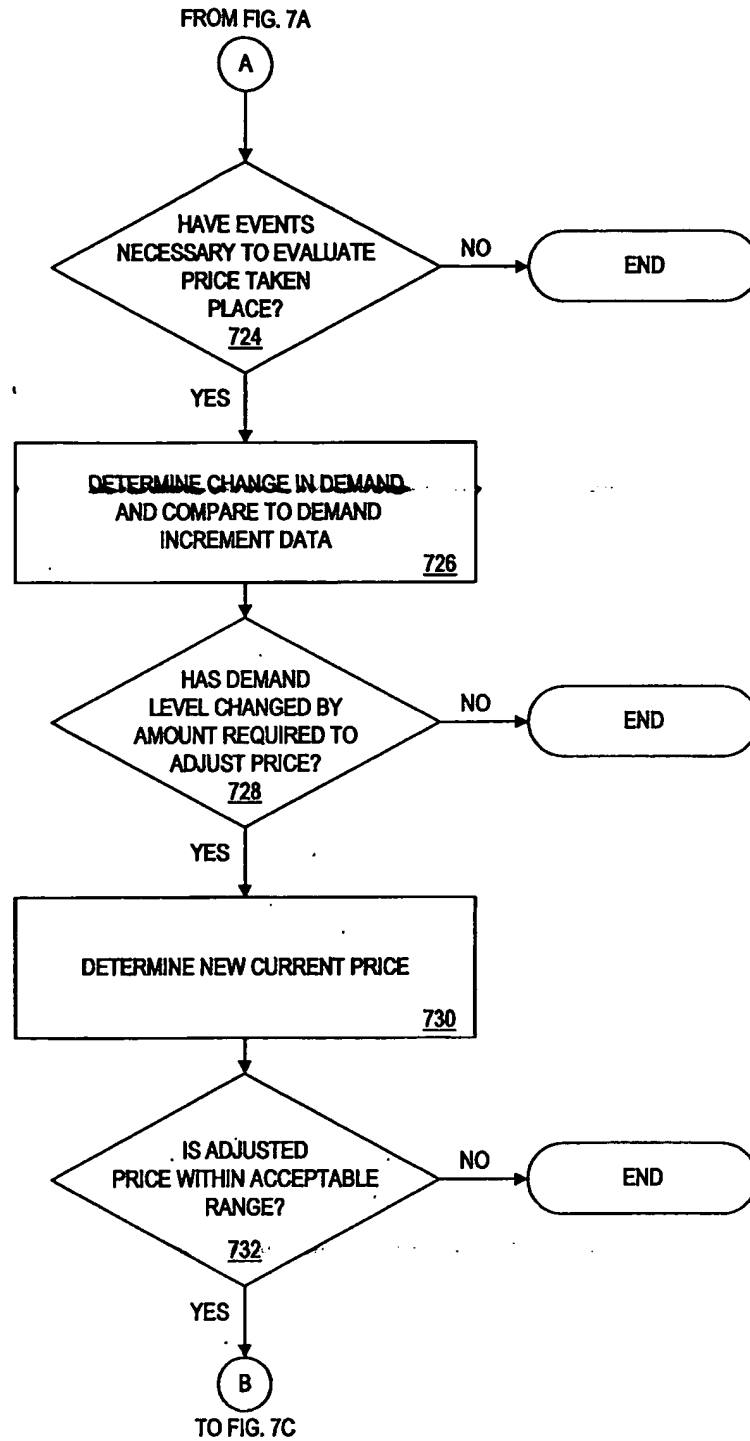 FROM FIG. 7A
A
HAVE EVENTS
NECESSARY TO EVALUATE
PRICE TAKEN
PLACE?
724
NO
END
YES
DETERMINE CHANGE IN DEMAND
AND COMPARE TO DEMAND
INCREMENT DATA
726
HAS DEMAND
LEVEL CHANGED BY
AMOUNT REQUIRED TO
ADJUST PRICE?
728
NO
END
YES
DETERMINE NEW CURRENT PRICE
730
IS ADJUSTED
PRICE WITHIN ACCEPTABLE
RANGE?
732
NO
END
YES
B
TO FIG. 7C